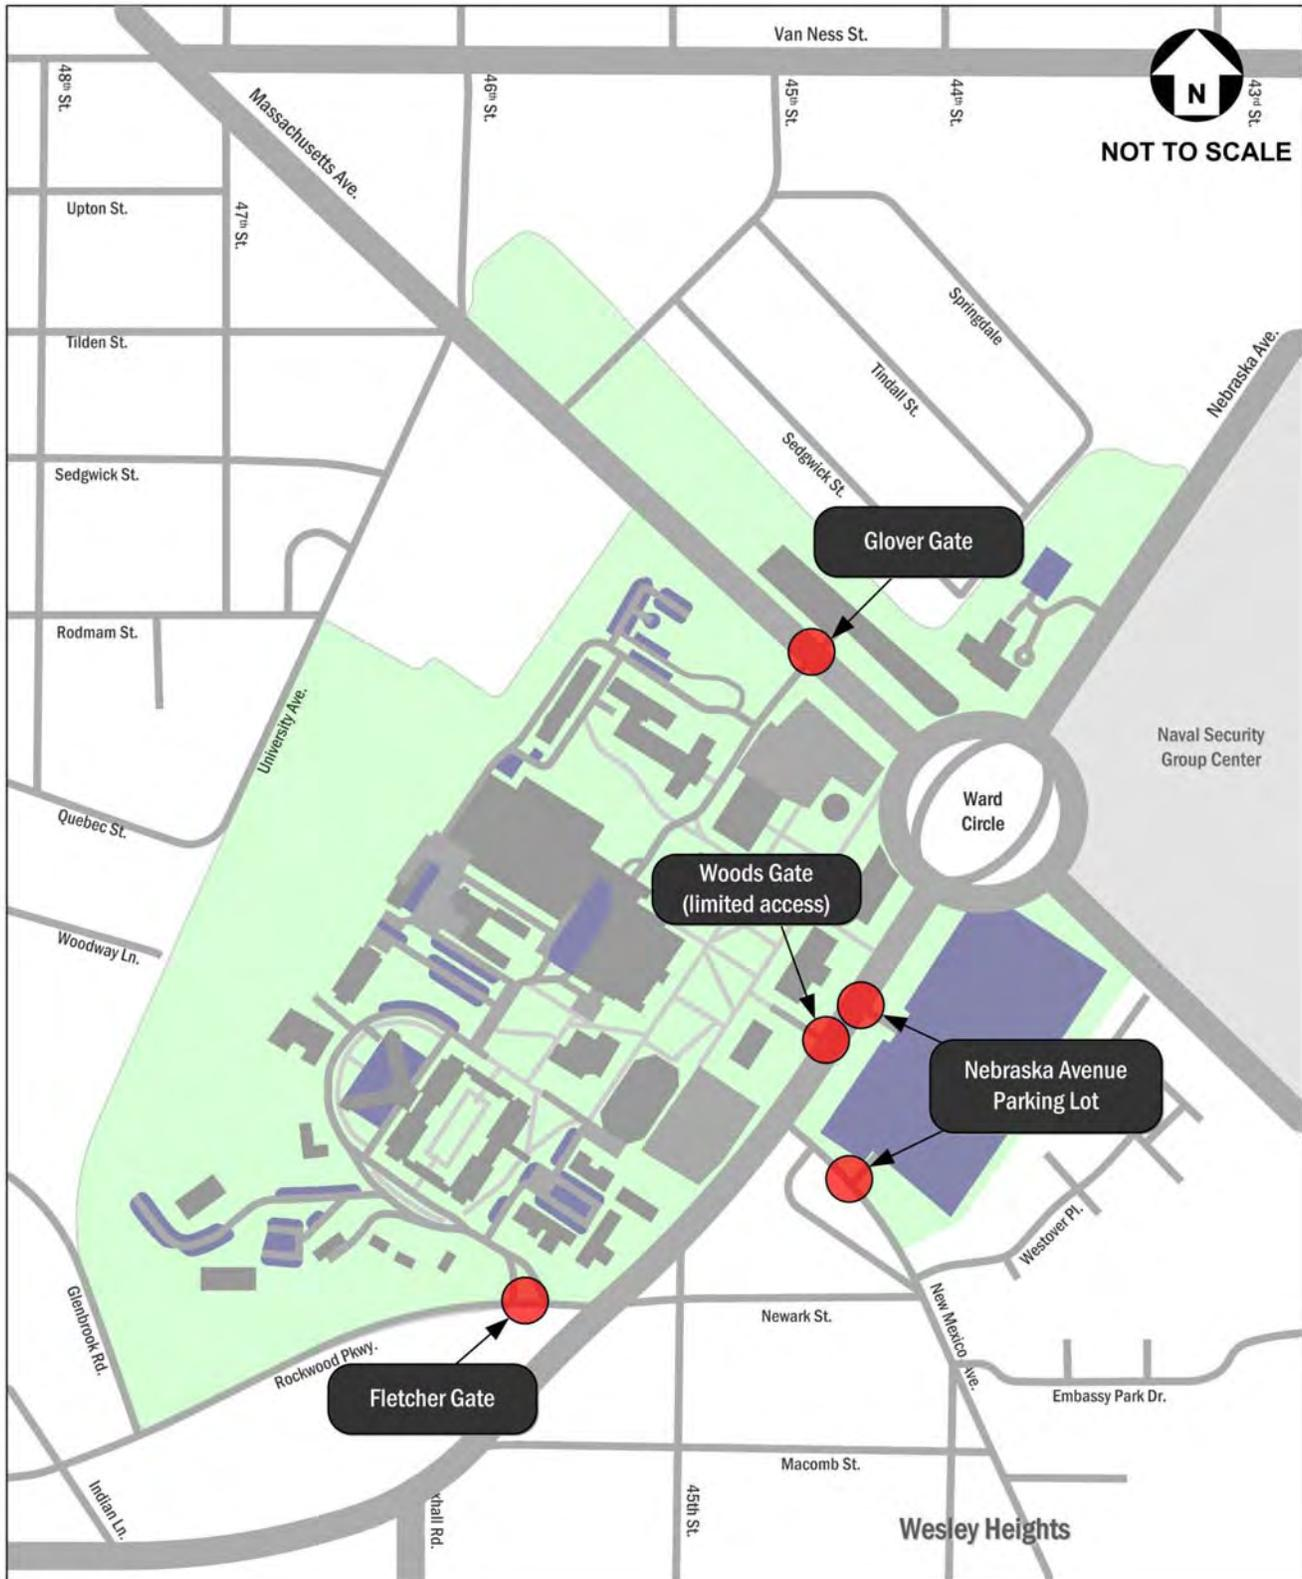 Van Ness St.
48th St.
46th St.
45th St.
44th St.
43rd St.
N
NOT TO SCALE
Massachusetts Ave.
Upton St.
47th St.
Springdale
Tilden St.
Nebraska Ave.
Tindall St.
Sedgwick St.
Sedgwick St.
Glover Gate
Rodmam St.
University Ave.
Naval Security
Group Center
Ward
Circle
Quebec St.
Woods Gate
(limited access)
Woodway Ln.
Nebraska Avenue
Parking Lot
Westover Pl.
Glenbrook Rd.
Newark St.
New Mexico Ave.
Rockwood Pkwy.
Fletcher Gate
Embassy Park Dr.
Macomb St.
Indian Ln.
xhall Rd.
45th St.
Wesley Heights